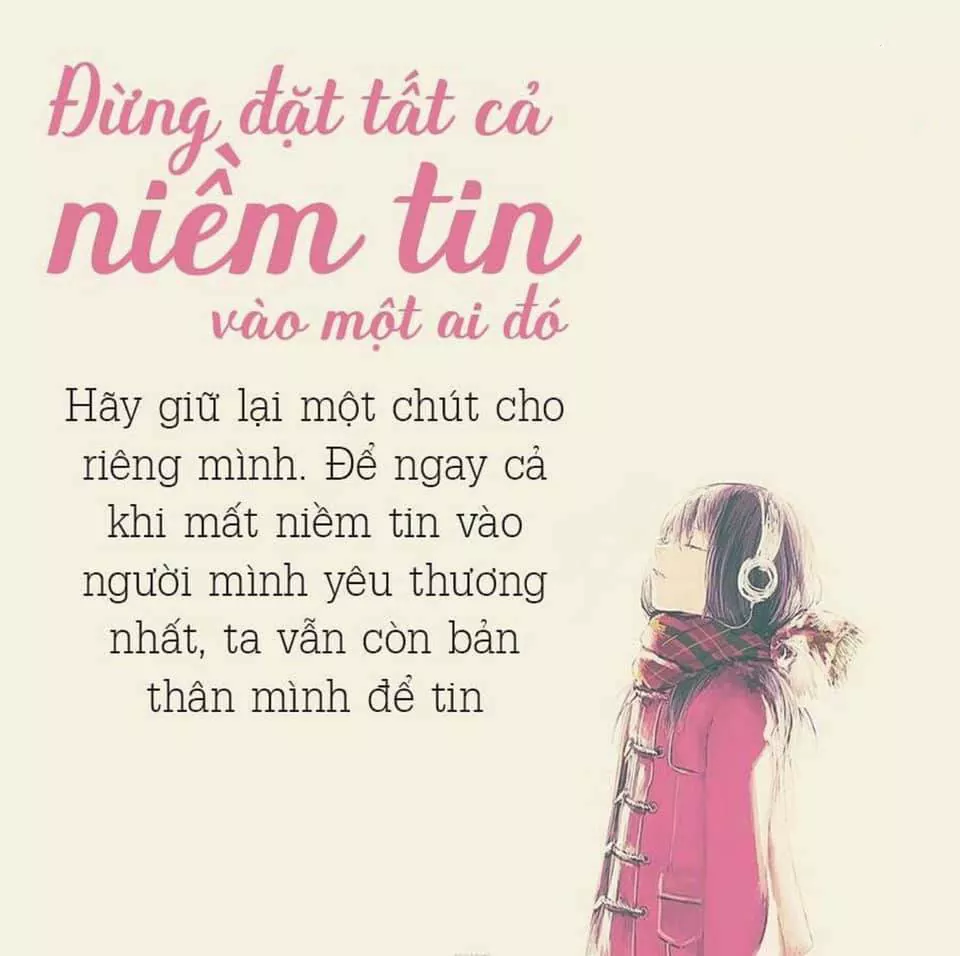 Đừng đặt tất cả
niềm tin
vào một ai đó
Hãy giữ lại một chút cho
riêng mình. Để ngay cả
khi mất niềm tin vào
người mình yêu thương
nhất, ta vẫn còn bản
thân mình để tin